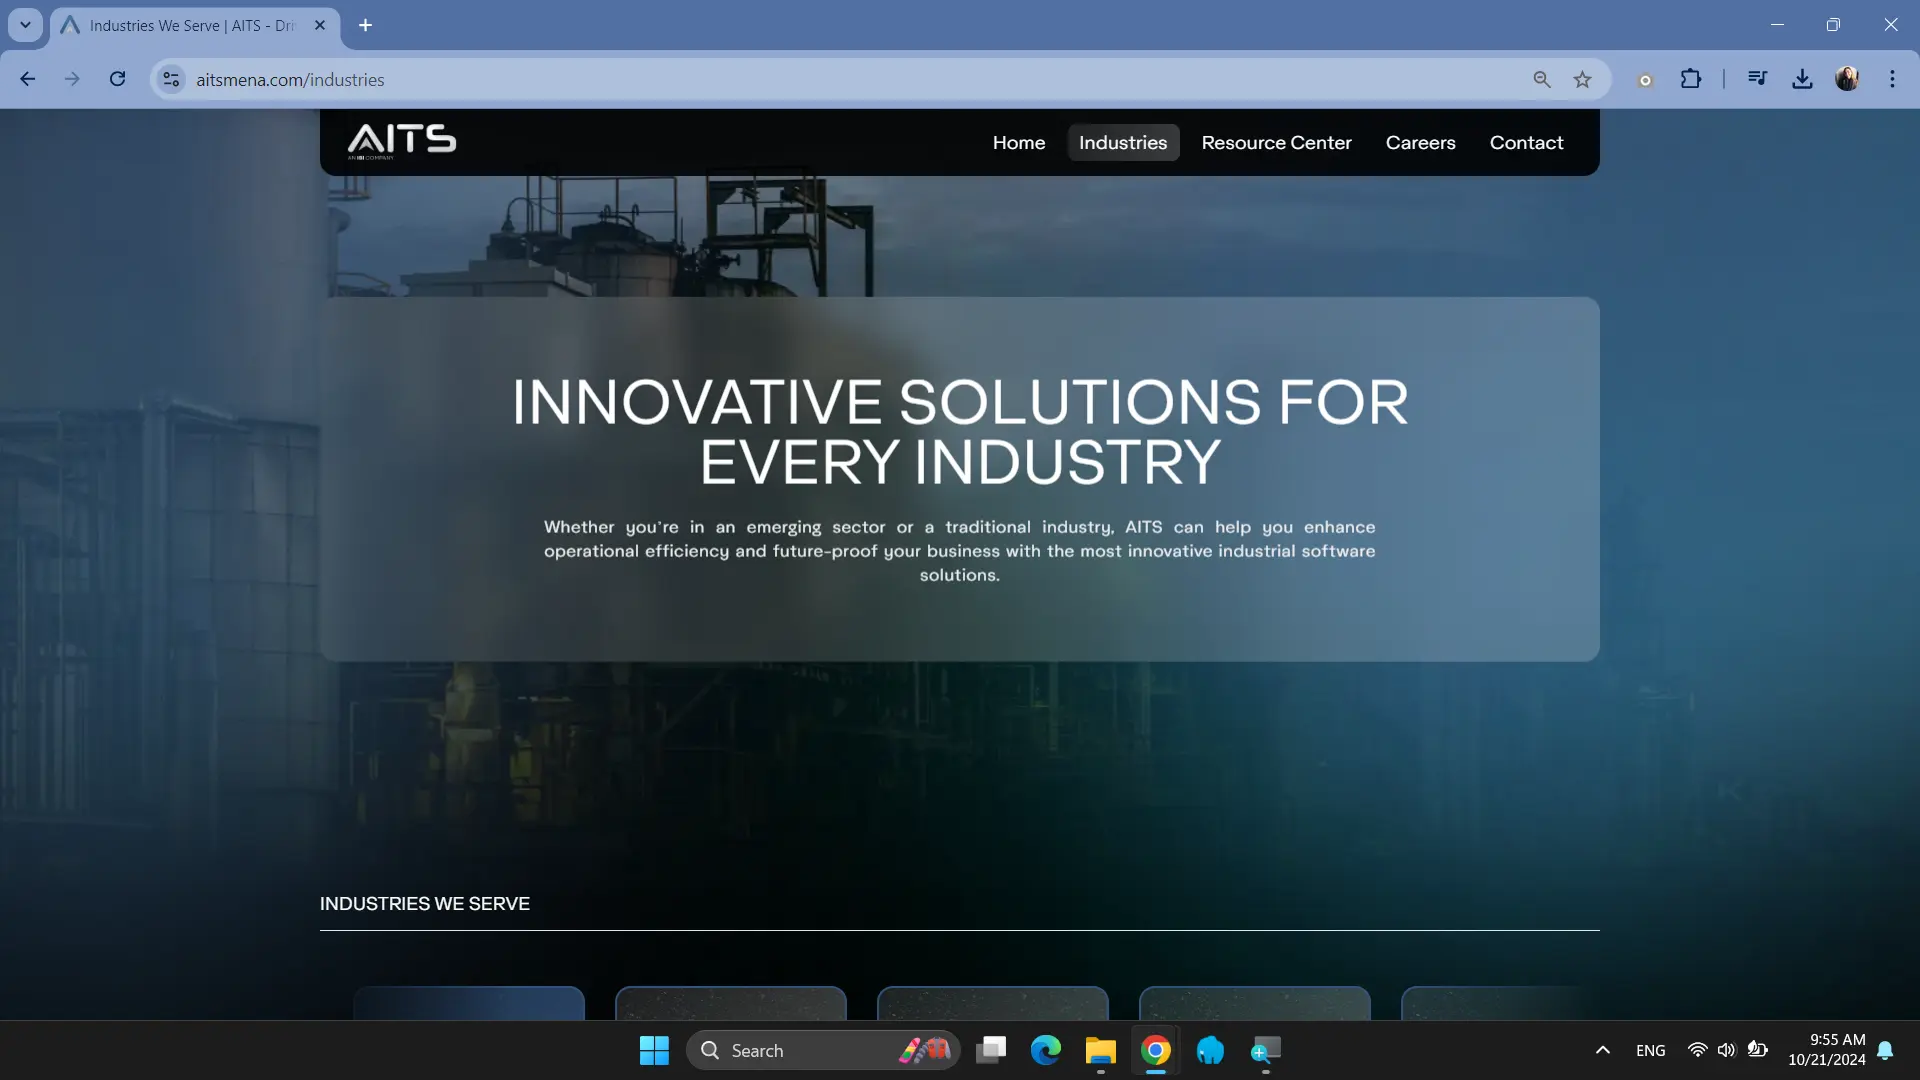 Industries We Serve | AITS - Dri
aitsmena.com/industries
AITS
AN IBI COMPANY
Home
Industries
Resource Center
Careers
Contact
INNOVATIVE SOLUTIONS FOR
EVERY INDUSTRY
Whether you're in an emerging sector or a traditional industry, AITS can help you enhance
operational efficiency and future-proof your business with the most innovative industrial software
solutions.
INDUSTRIES WE SERVE
Search
ENG
9:55 AM
10/21/2024